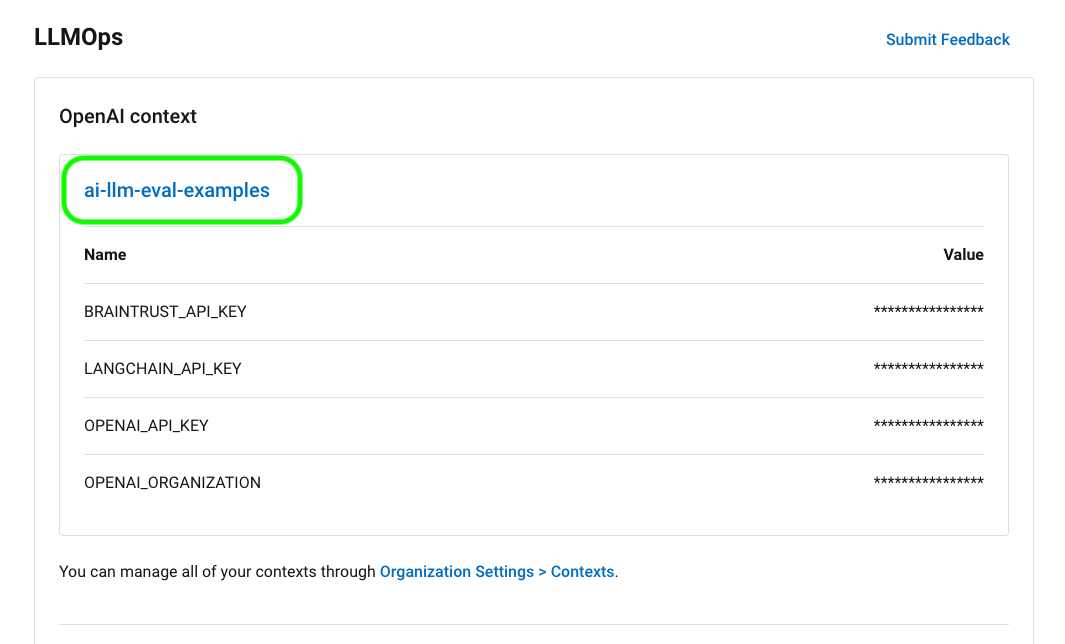 LLMOps
Submit Feedback
OpenAI context
ai-llm-eval-examples
Name Value
BRAINTRUST_API_KEY ****************
LANGCHAIN_API_KEY ****************
OPENAI_API_KEY ****************
OPENAI_ORGANIZATION ****************
You can manage all of your contexts through Organization Settings > Contexts.